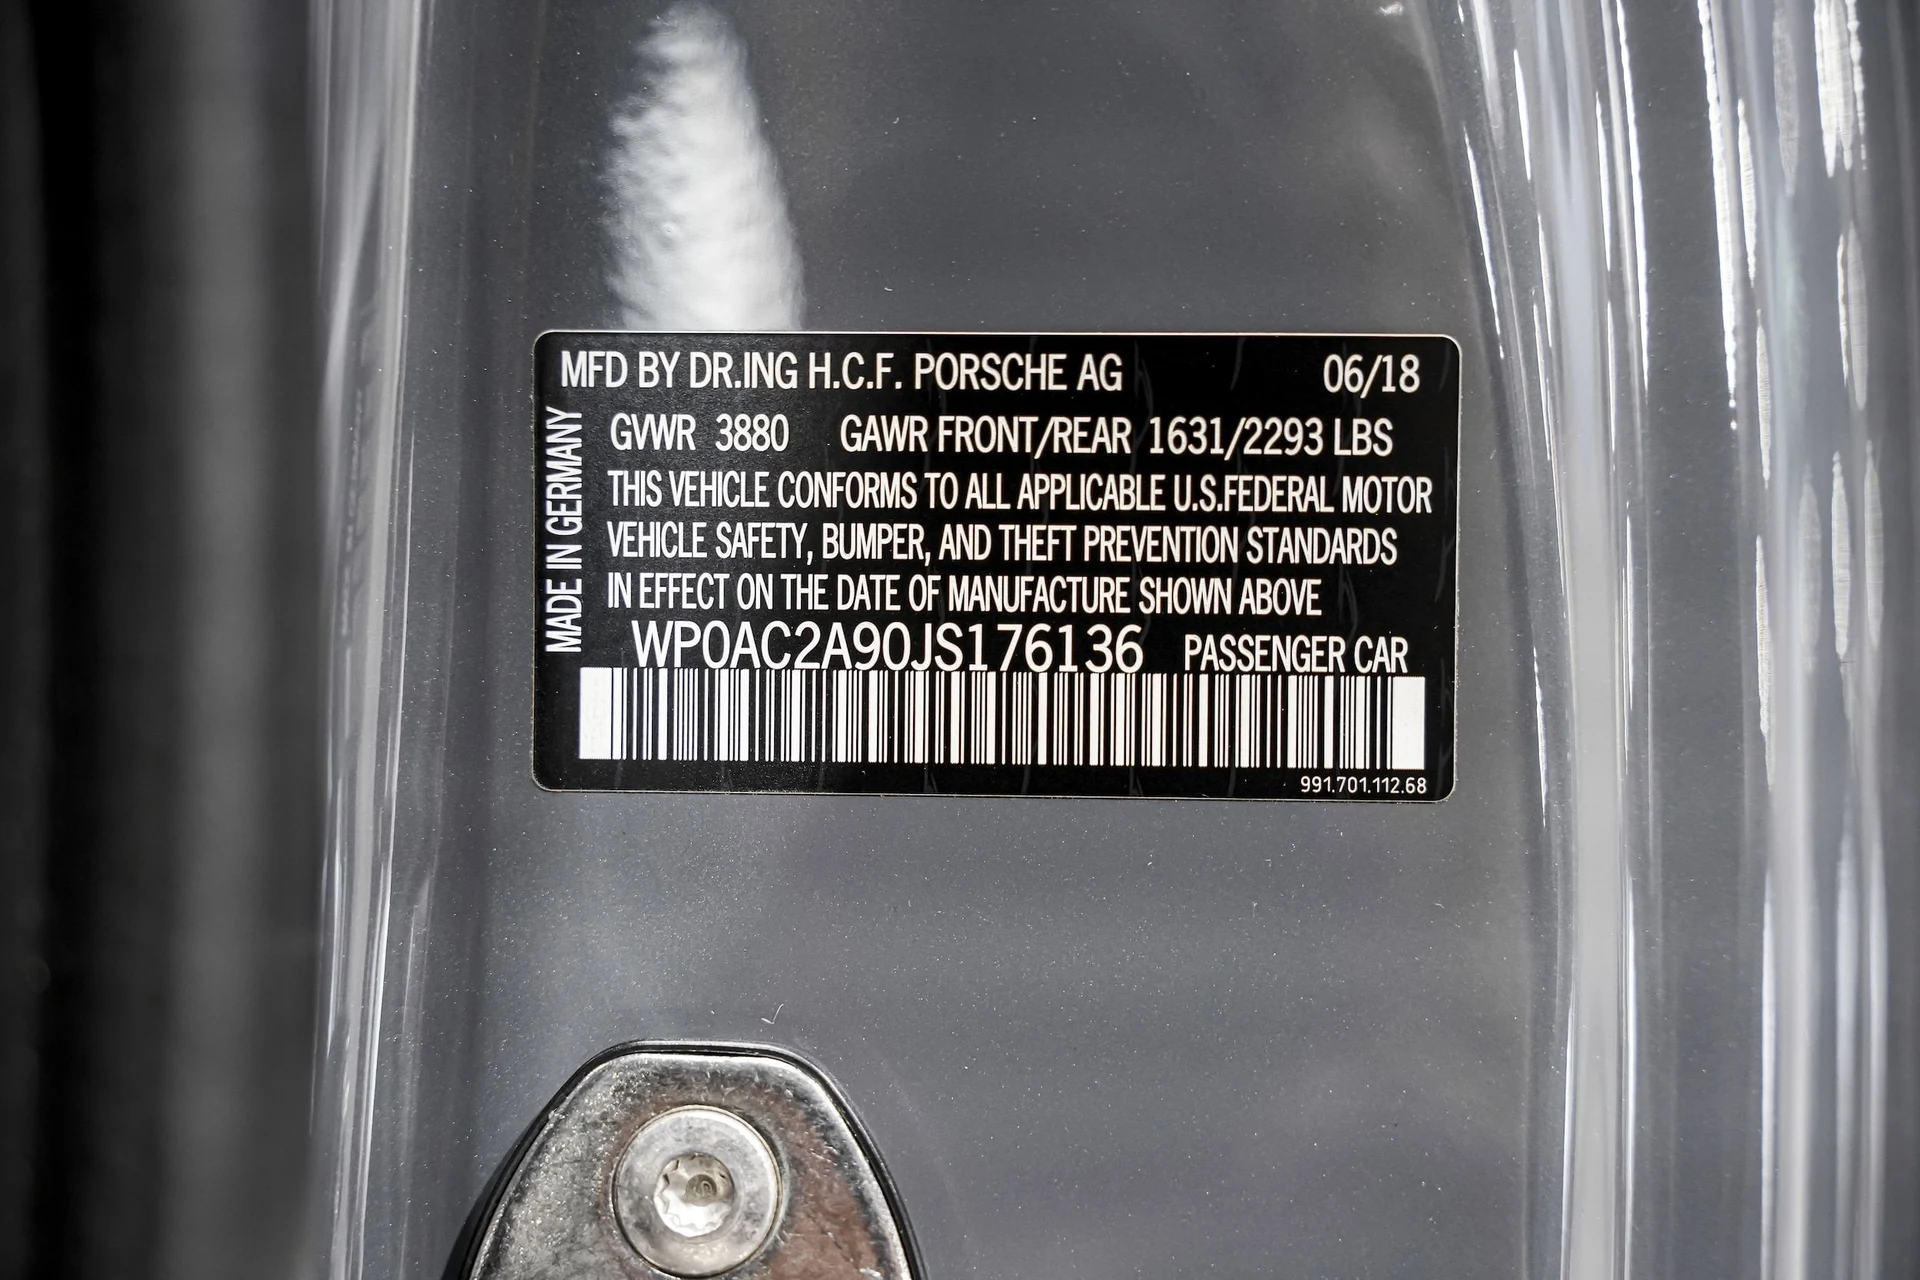 MFD BY DR.ING H.C.F. PORSCHE AG 06/18
MADE IN GERMANY
GVWR 3880 GAWR FRONT/REAR 1631/2293 LBS
THIS VEHICLE CONFORMS TO ALL APPLICABLE U.S.FEDERAL MOTOR
VEHICLE SAFETY, BUMPER, AND THEFT PREVENTION STANDARDS
IN EFFECT ON THE DATE OF MANUFACTURE SHOWN ABOVE
WP0AC2A90JS176136 PASSENGER CAR
991.701.112.68